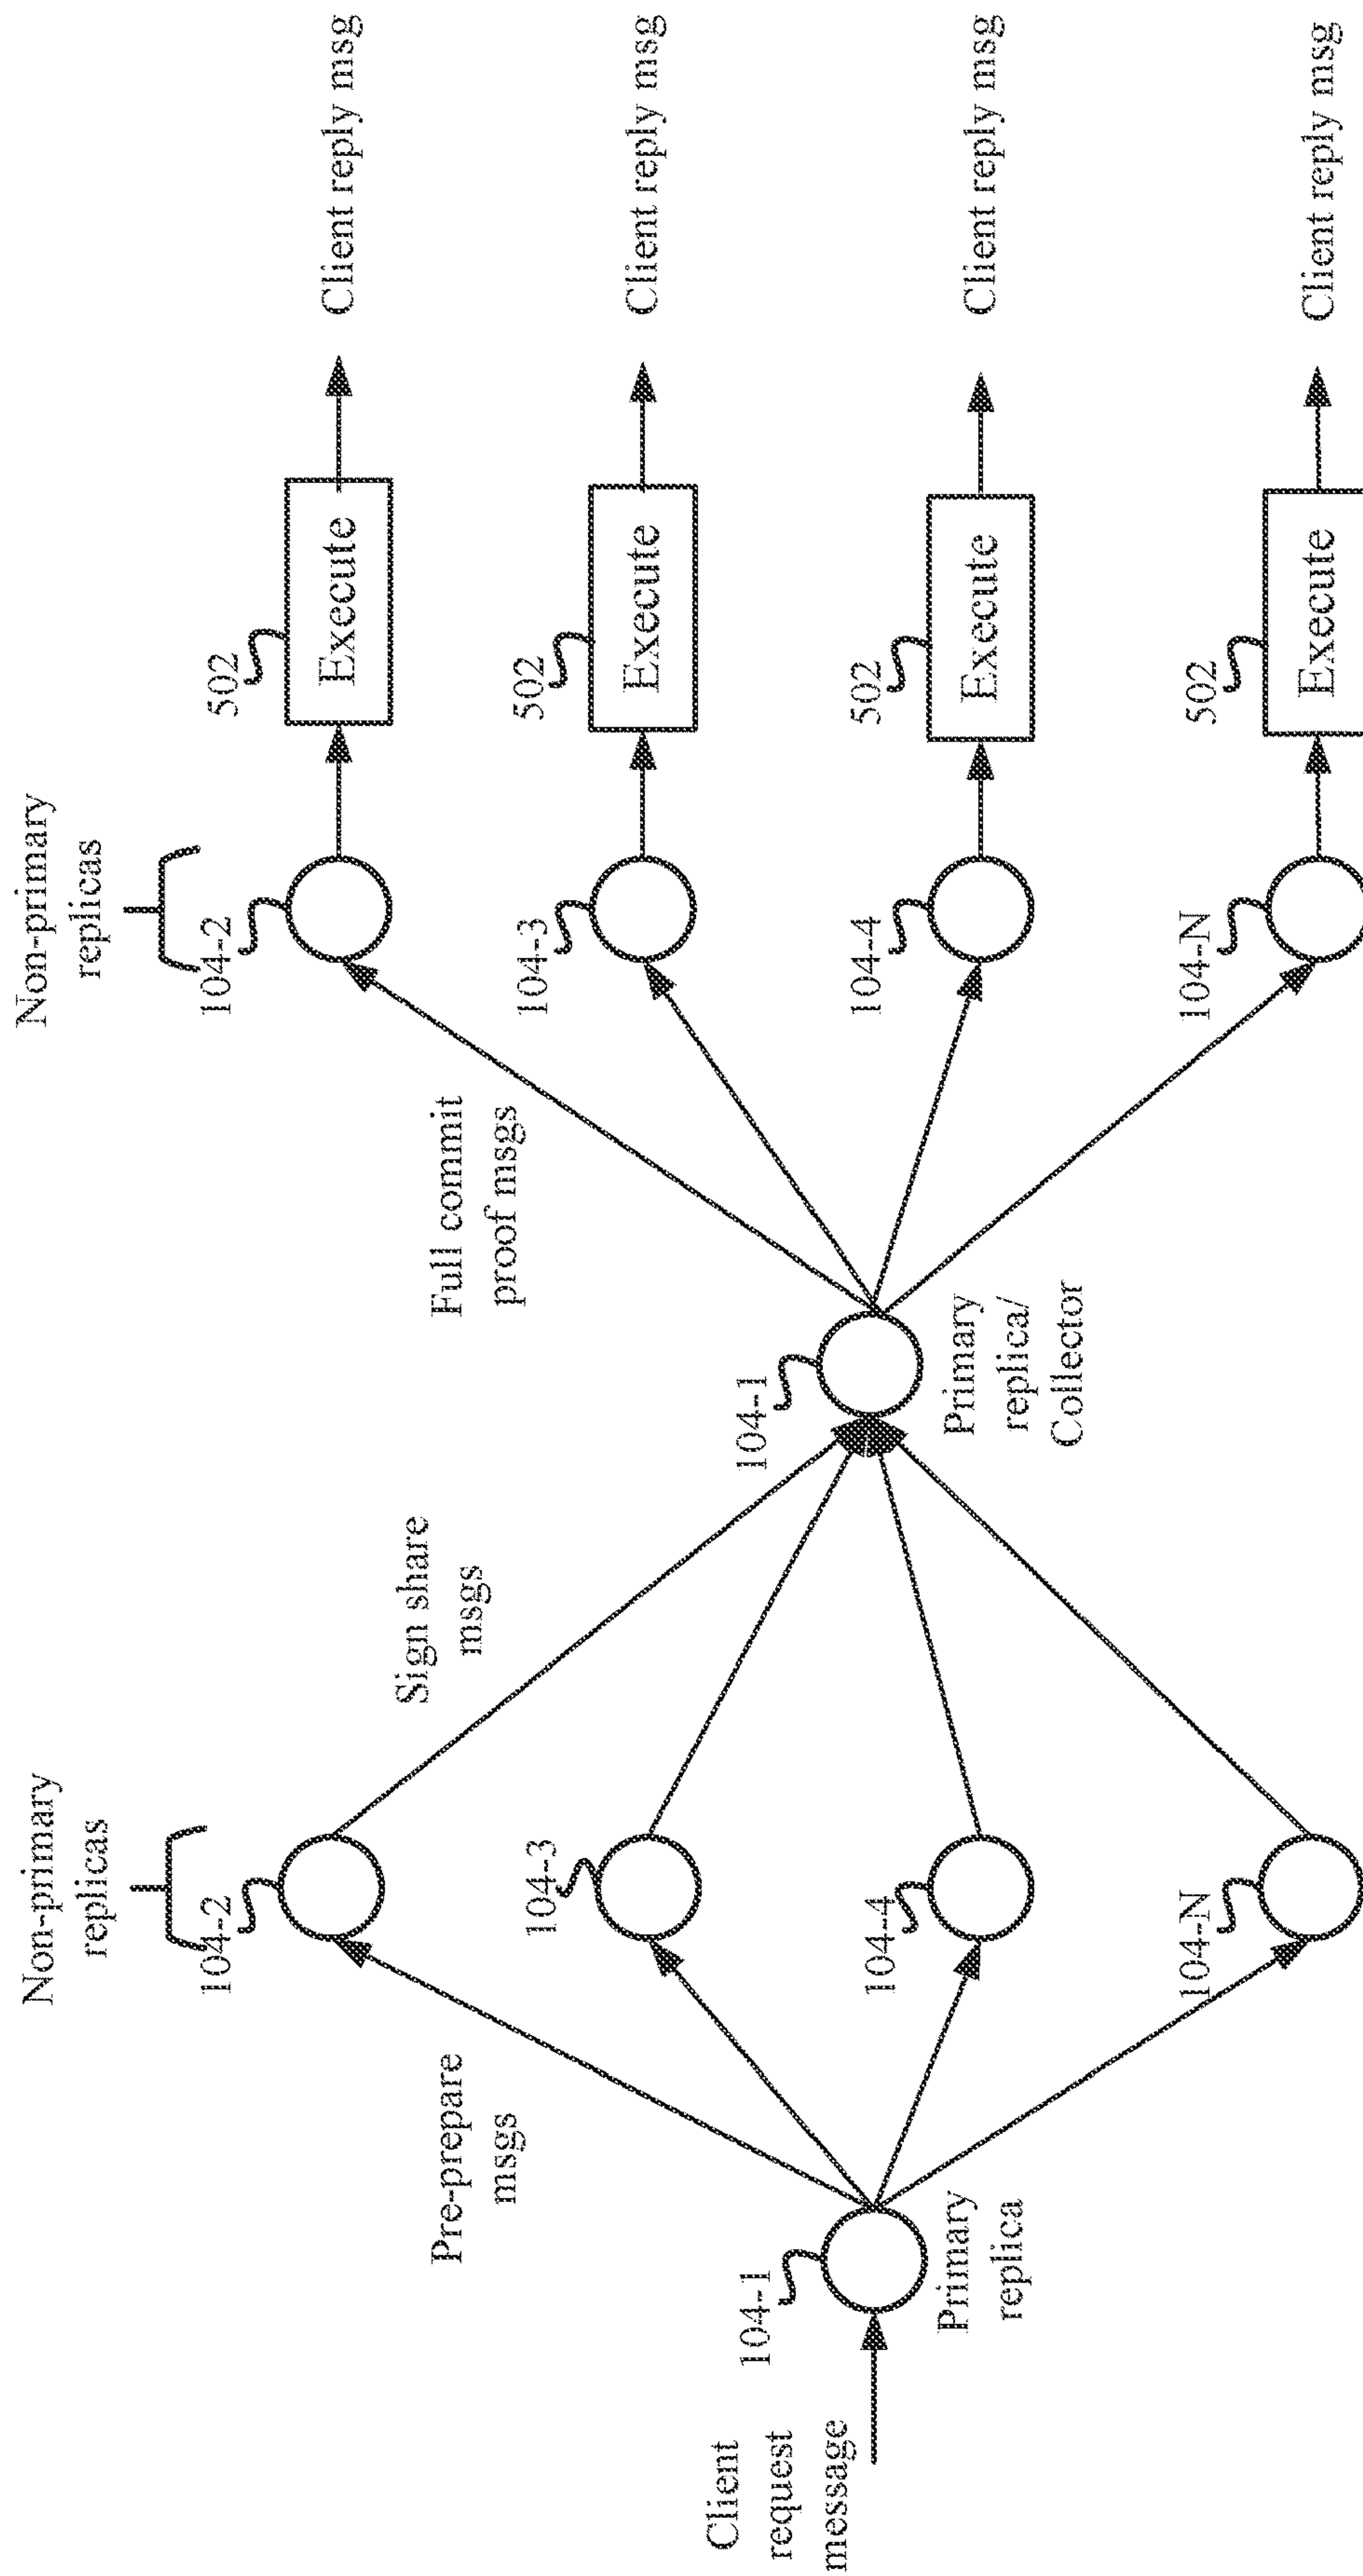 Client
request
message
104-1
Primary
replica
Pre-prepare
msgs
Non-primary
replicas
104-2
104-3
104-4
104-N
Sign share
msgs
104-1
Primary
replica/
Collector
Full commit
proof msgs
Non-primary
replicas
104-2
104-3
104-4
104-N
502
Execute
Client reply msg
502
Execute
Client reply msg
502
Execute
Client reply msg
502
Execute
Client reply msg